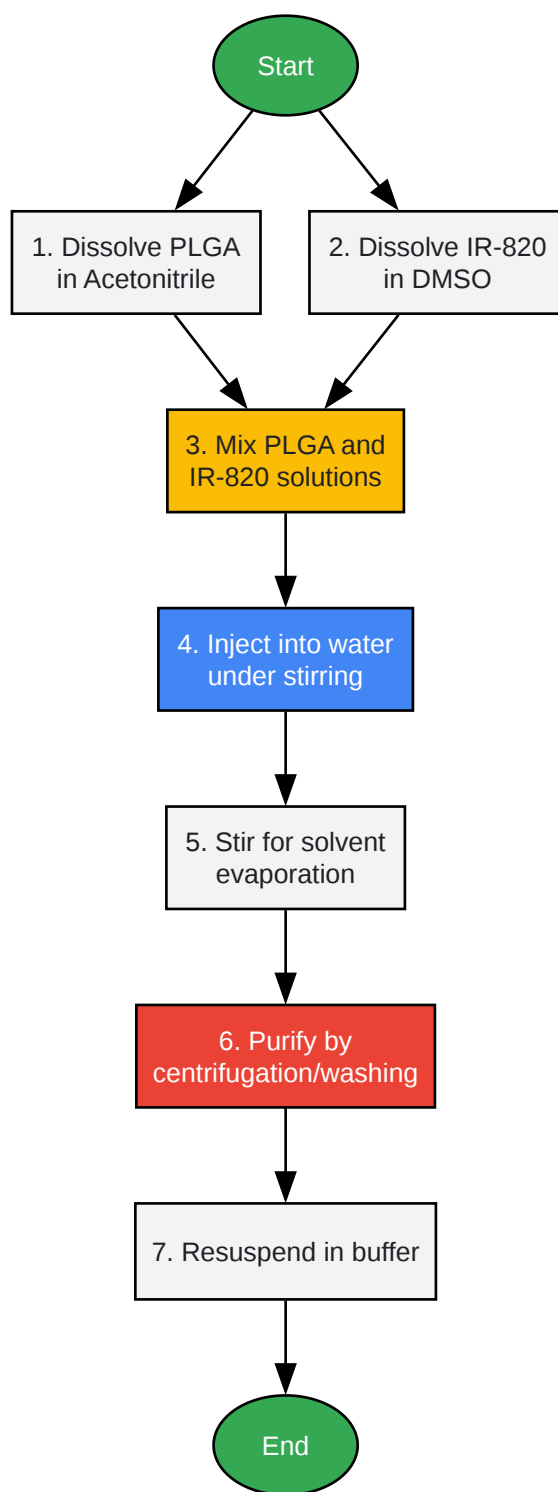 Start
1. Dissolve PLGA
in Acetonitrile
2. Dissolve IR-820
in DMSO
3. Mix PLGA and
IR-820 solutions
4. Inject into water
under stirring
5. Stir for solvent
evaporation
6. Purify by
centrifugation/washing
7. Resuspend in buffer
End